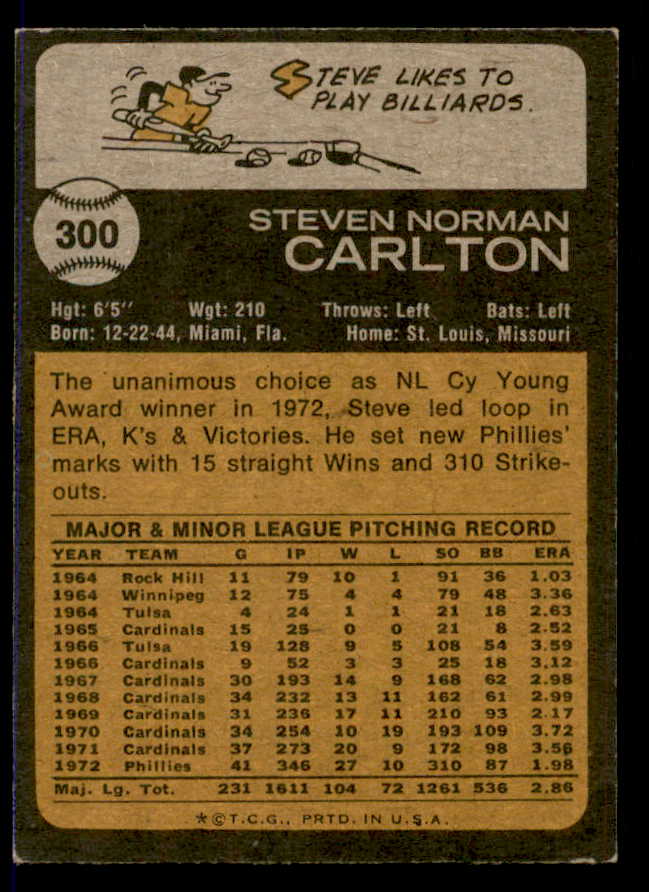 STEVE LIKES TO
PLAY BILLIARDS.
300
STEVEN NORMAN
CARLTON
Hgt: 6'5" Wgt: 210 Throws: Left Bats: Left
Born: 12-22-44, Miami, Fla. Home: St. Louis, Missouri
The unanimous choice as NL Cy Young
Award winner in 1972, Steve led loop in
ERA, K's & Victories. He set new Phillies'
marks with 15 straight Wins and 310 Strike-
outs.
MAJOR & MINOR LEAGUE PITCHING RECORD
YEAR TEAM G IP W L SO BB ERA
1964 Rock Hill 11 79 10 1 91 36 1.03
1964 Winnipeg 12 75 4 4 79 48 3.36
1964 Tulsa 4 24 1 1 21 18 2.63
1965 Cardinals 15 25 0 0 21 8 2.52
1966 Tulsa 19 128 9 5 108 54 3.59
1966 Cardinals 9 52 3 3 25 18 3.12
1967 Cardinals 30 193 14 9 168 62 2.98
1968 Cardinals 34 232 13 11 162 61 2.99
1969 Cardinals 31 236 17 11 210 93 2.17
1970 Cardinals 34 254 10 19 193 109 3.72
1971 Cardinals 37 273 20 9 172 98 3.56
1972 Phillies 41 346 27 10 310 87 1.98
Maj. Lg. Tot. 231 1611 104 72 1261 536 2.86
*©T.C.G., PRTD. IN U.S.A.